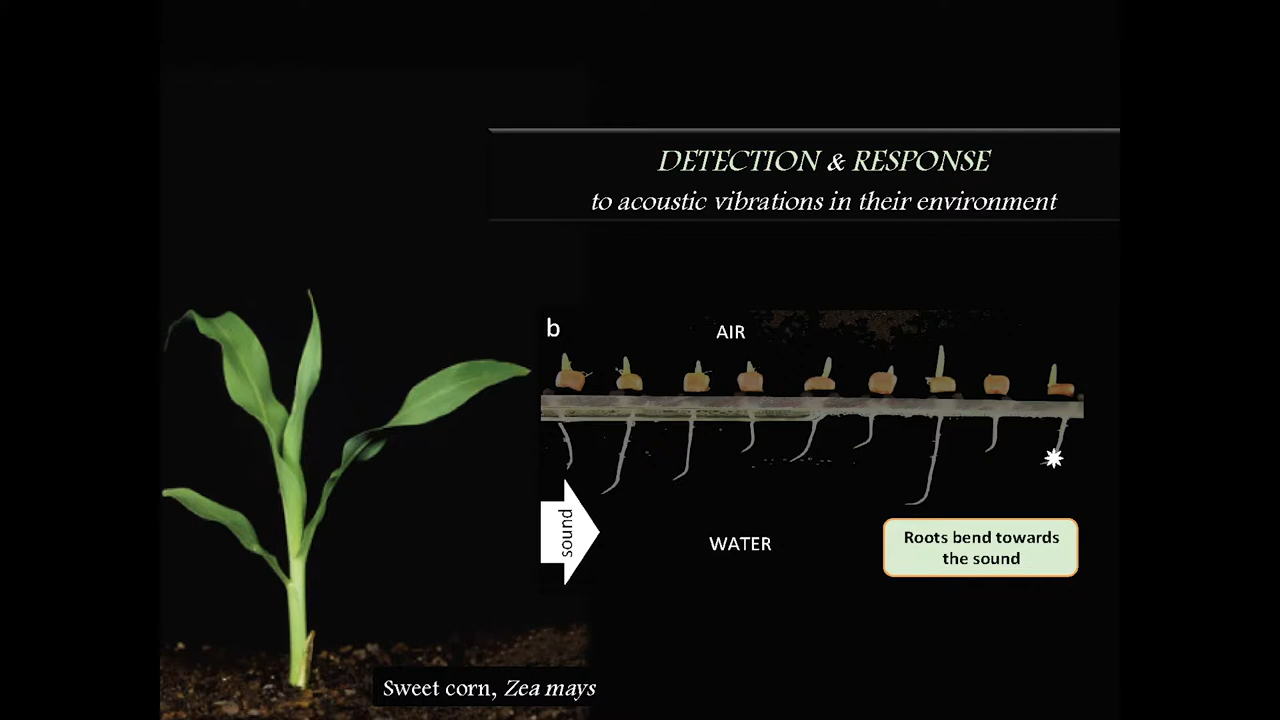 DETECTION & RESPONSE
to acoustic vibrations in their environment
b
AIR
sound
WATER
Roots bend towards
the sound
Sweet corn, Zea mays